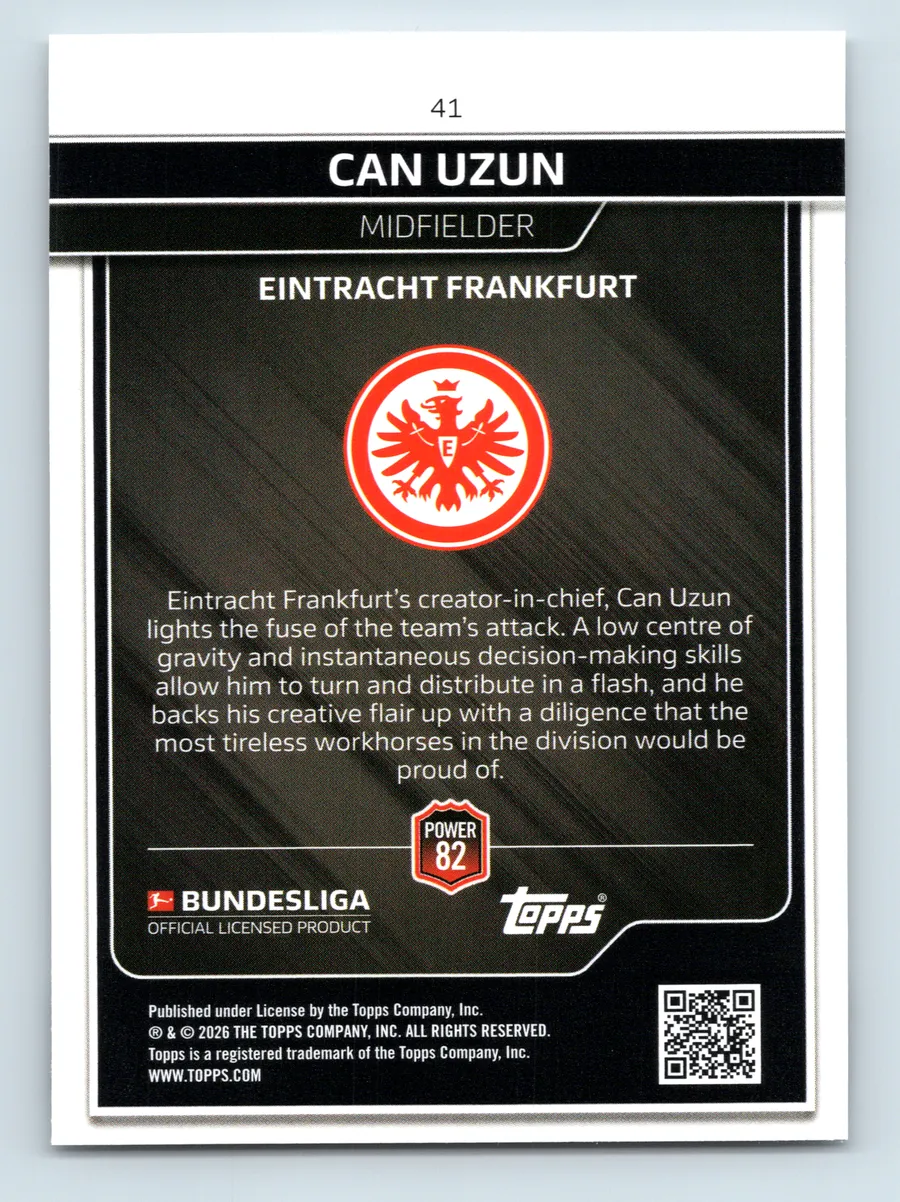 41
CAN UZUN
MIDFIELDER
EINTRACHT FRANKFURT
E
Eintracht Frankfurt's creator-in-chief, Can Uzun
lights the fuse of the team's attack. A low centre of
gravity and instantaneous decision-making skills
allow him to turn and distribute in a flash, and he
backs his creative flair up with a diligence that the
most tireless workhorses in the division would be
proud of.
POWER
82
BUNDESLIGA
OFFICIAL LICENSED PRODUCT
Topps®
Published under License by the Topps Company, Inc.
® & © 2026 THE TOPPS COMPANY, INC. ALL RIGHTS RESERVED.
Topps is a registered trademark of the Topps Company, Inc.
WWW.TOPPS.COM